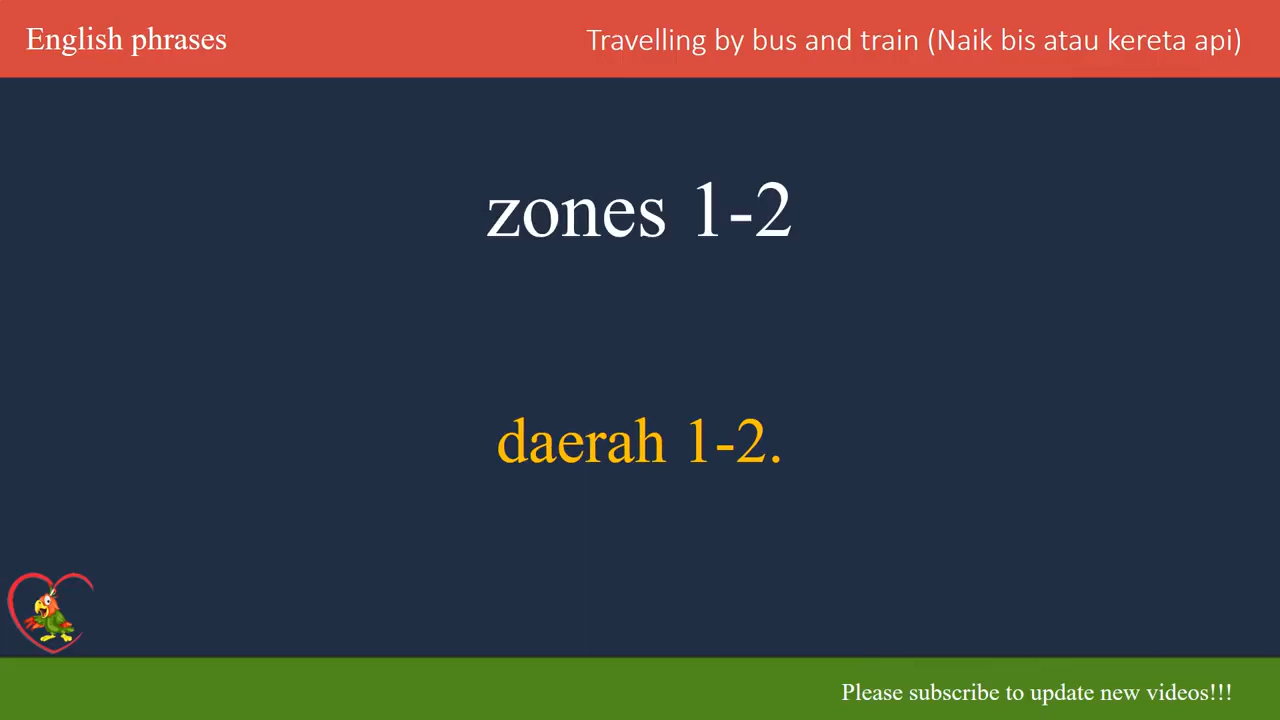 English phrases
Travelling by bus and train (Naik bis atau kereta api)
zones 1-2
daerah 1-2.
Please subscribe to update new videos!!!